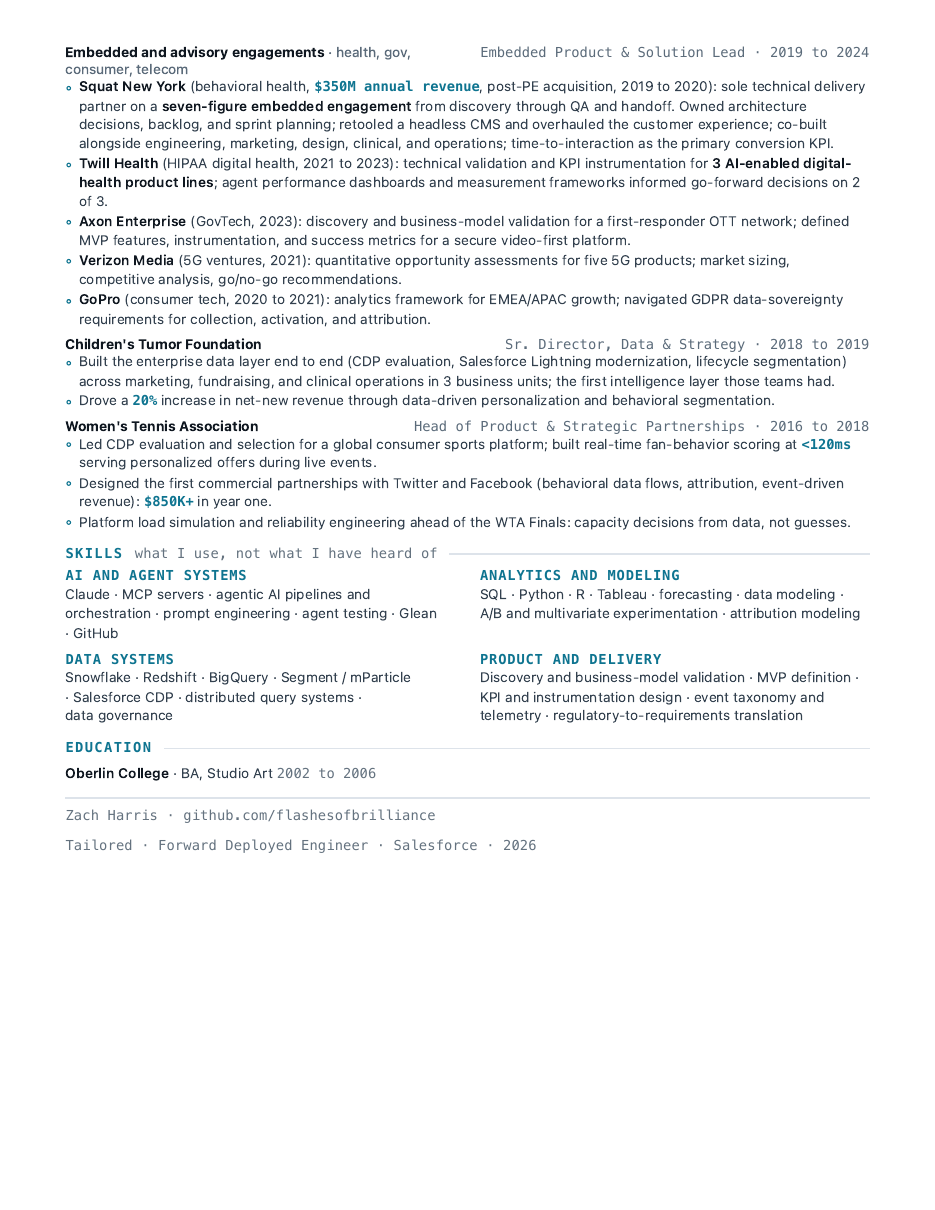 Embedded and advisory engagements · health, gov, Embedded Product & Solution Lead · 2019 to 2024
consumer, telecom
Squat New York (behavioral health, $350M annual revenue, post-PE acquisition, 2019 to 2020): sole technical delivery
partner on a seven-figure embedded engagement from discovery through QA and handoff. Owned architecture
decisions, backlog, and sprint planning; retooled a headless CMS and overhauled the customer experience; co-built
alongside engineering, marketing, design, clinical, and operations; time-to-interaction as the primary conversion KPI.
Twill Health (HIPAA digital health, 2021 to 2023): technical validation and KPI instrumentation for 3 AI-enabled digital-
health product lines; agent performance dashboards and measurement frameworks informed go-forward decisions on 2
of 3.
Axon Enterprise (GovTech, 2023): discovery and business-model validation for a first-responder OTT network; defined
MVP features, instrumentation, and success metrics for a secure video-first platform.
Verizon Media (5G ventures, 2021): quantitative opportunity assessments for five 5G products; market sizing,
competitive analysis, go/no-go recommendations.
GoPro (consumer tech, 2020 to 2021): analytics framework for EMEA/APAC growth; navigated GDPR data-sovereignty
requirements for collection, activation, and attribution.
Children's Tumor Foundation Sr. Director, Data & Strategy · 2018 to 2019
Built the enterprise data layer end to end (CDP evaluation, Salesforce Lightning modernization, lifecycle segmentation)
across marketing, fundraising, and clinical operations in 3 business units; the first intelligence layer those teams had.
Drove a 20% increase in net-new revenue through data-driven personalization and behavioral segmentation.
Women's Tennis Association Head of Product & Strategic Partnerships · 2016 to 2018
Led CDP evaluation and selection for a global consumer sports platform; built real-time fan-behavior scoring at <120ms
serving personalized offers during live events.
Designed the first commercial partnerships with Twitter and Facebook (behavioral data flows, attribution, event-driven
revenue): $850K+ in year one.
Platform load simulation and reliability engineering ahead of the WTA Finals: capacity decisions from data, not guesses.
SKILLS what I use, not what I have heard of
AI AND AGENT SYSTEMS
Claude · MCP servers · agentic AI pipelines and
orchestration · prompt engineering · agent testing · Glean
· GitHub
ANALYTICS AND MODELING
SQL · Python · R · Tableau · forecasting · data modeling ·
A/B and multivariate experimentation · attribution modeling
DATA SYSTEMS
Snowflake · Redshift · BigQuery · Segment / mParticle
· Salesforce CDP · distributed query systems ·
data governance
PRODUCT AND DELIVERY
Discovery and business-model validation · MVP definition ·
KPI and instrumentation design · event taxonomy and
telemetry · regulatory-to-requirements translation
EDUCATION
Oberlin College · BA, Studio Art 2002 to 2006
Zach Harris · github.com/flashesofbrilliance
Tailored · Forward Deployed Engineer · Salesforce · 2026